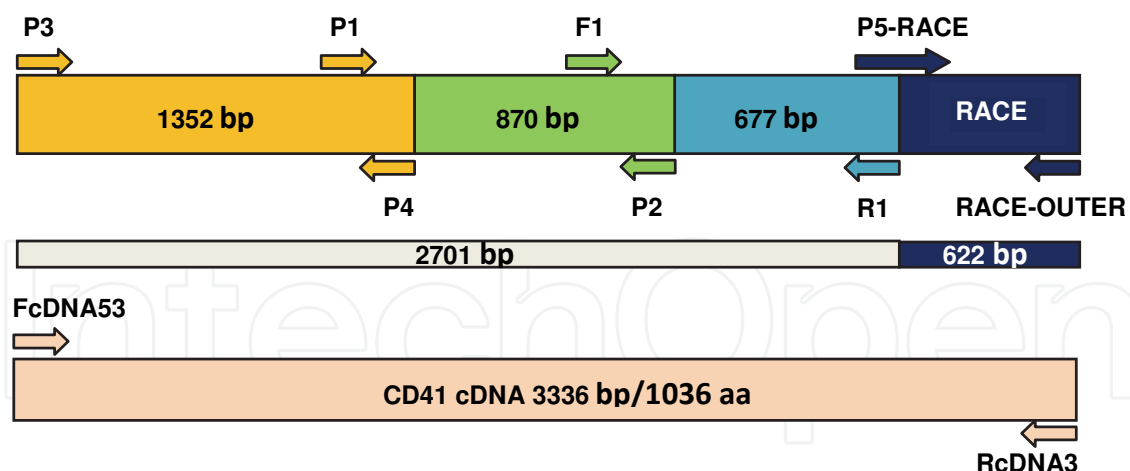 P3 P1 F1 P5-RACE
1352 bp 870 bp 677 bp RACE
P4 P2 R1 RACE-OUTER
2701 bp 622 bp
FcDNA53
CD41 cDNA 3336 bp/1036 aa
RcDNA3
IntechOpen